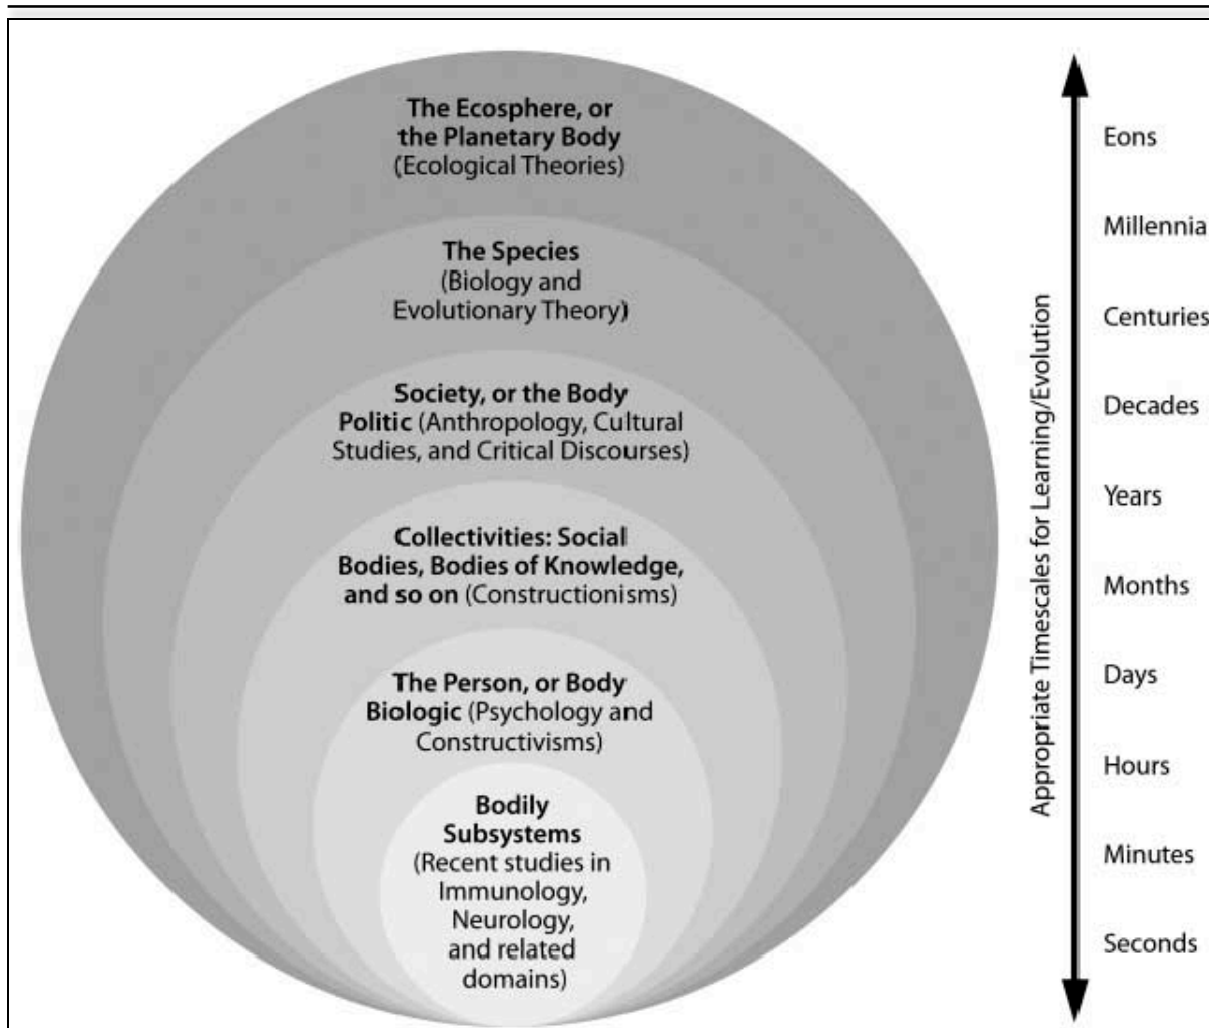 The Ecosphere, or
the Planetary Body
(Ecological Theories)
The Species
(Biology and
Evolutionary Theory)
Society, or the Body
Politic (Anthropology, Cultural
Studies, and Critical Discourses)
Collectivities: Social
Bodies, Bodies of Knowledge,
and so on (Constructionisms)
The Person, or Body
Biologic (Psychology and
Constructivisms)
Bodily
Subsystems
(Recent studies in
Immunology,
Neurology,
and related
domains)
Appropriate Timescales for Learning/Evolution
Eons
Millennia
Centuries
Decades
Years
Months
Days
Hours
Minutes
Seconds